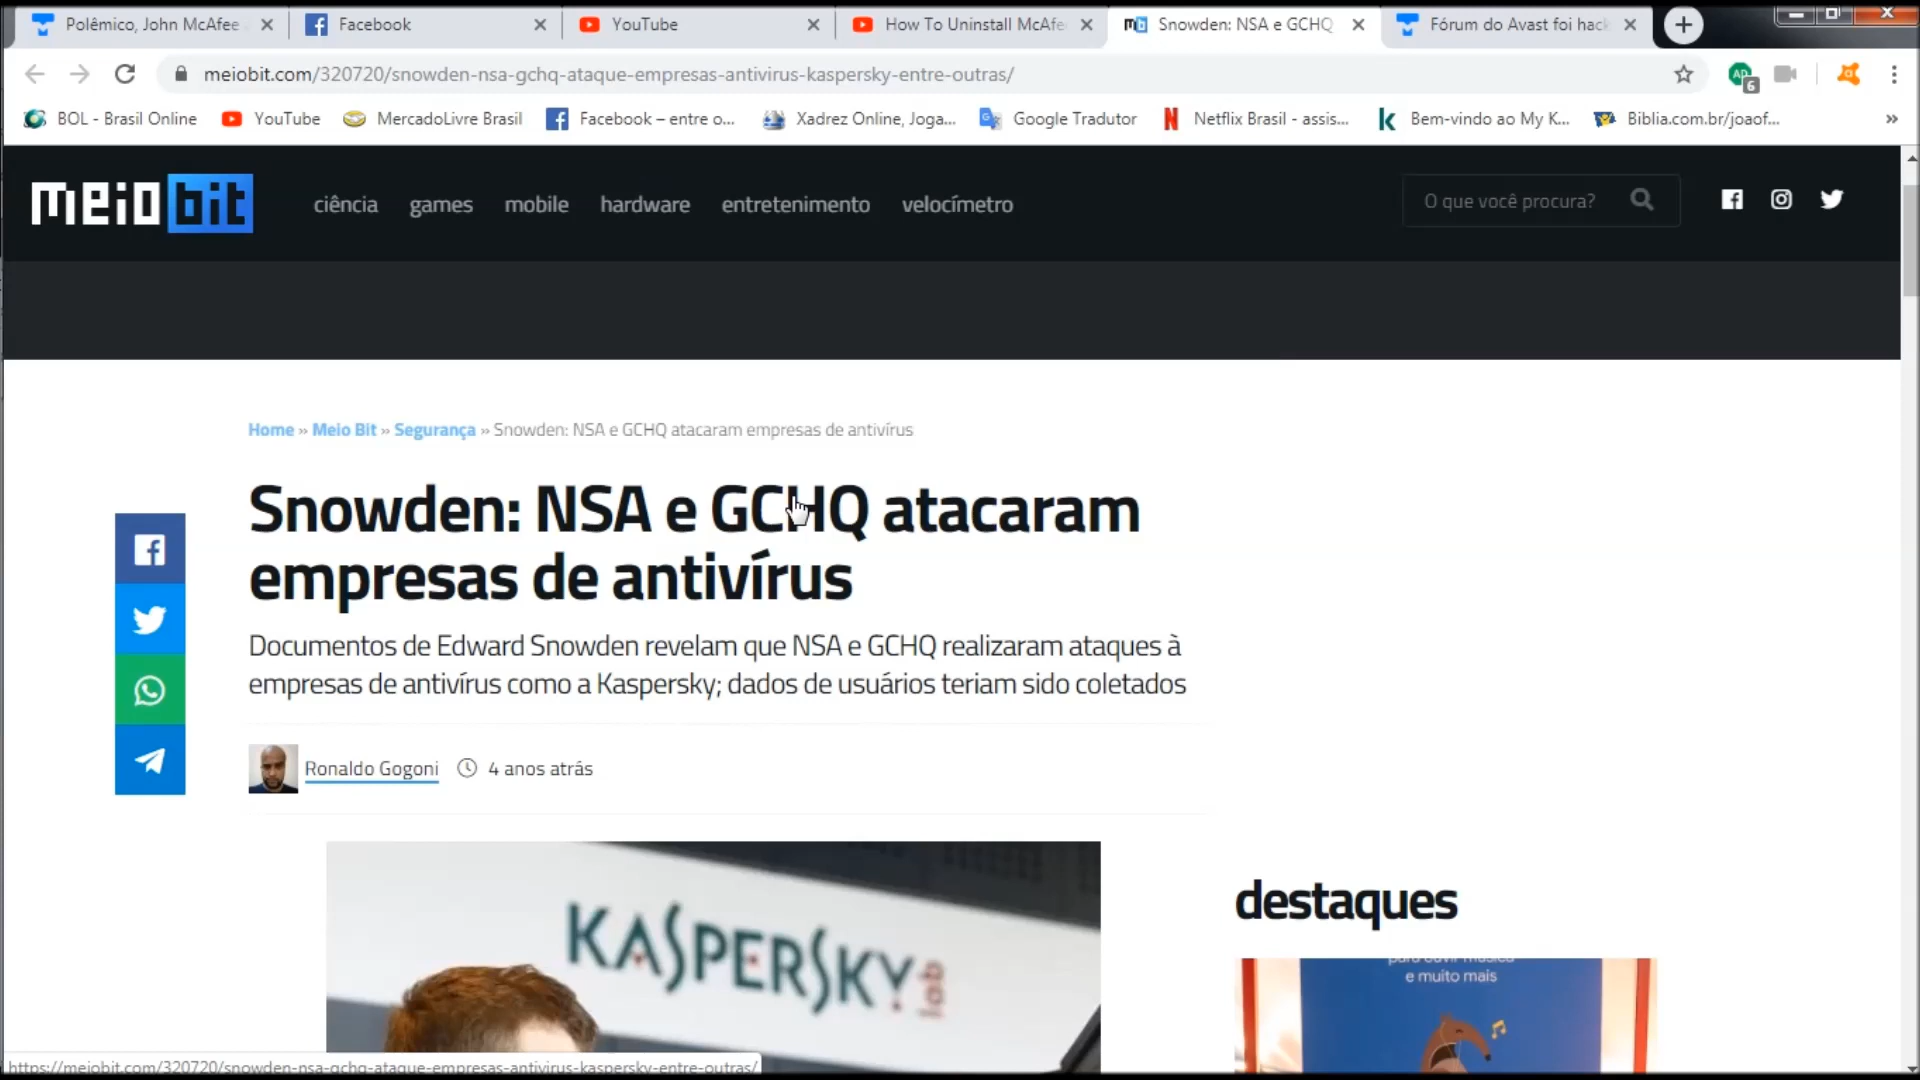 Polêmico, John McAfee
Facebook
YouTube
How To Uninstall McAfe
Snowden: NSA e GCHQ
Fórum do Avast foi hack
meiobit.com/320720/snowden-nsa-gchq-ataque-empresas-antivirus-kaspersky-entre-outras/
6
BOL - Brasil Online
YouTube
MercadoLivre Brasil
Facebook – entre o...
Xadrez Online, Joga...
Google Tradutor
Netflix Brasil - assis...
Bem-vindo ao My K...
Biblia.com.br/joaof...
meiobit
ciência games mobile hardware entretenimento velocímetro
O que você procura?
Home » Meio Bit » Segurança » Snowden: NSA e GCHQ atacaram empresas de antivírus
Snowden: NSA e GCHQ atacaram
empresas de antivírus
Documentos de Edward Snowden revelam que NSA e GCHQ realizaram ataques à
empresas de antivírus como a Kaspersky; dados de usuários teriam sido coletados
Ronaldo Gogoni 4 anos atrás
KASPERSKY lab
destaques
para ouvir música
e muito mais
https://meiobit.com/320720/snowden-nsa-gchq-ataque-empresas-antivirus-kaspersky-entre-outras/